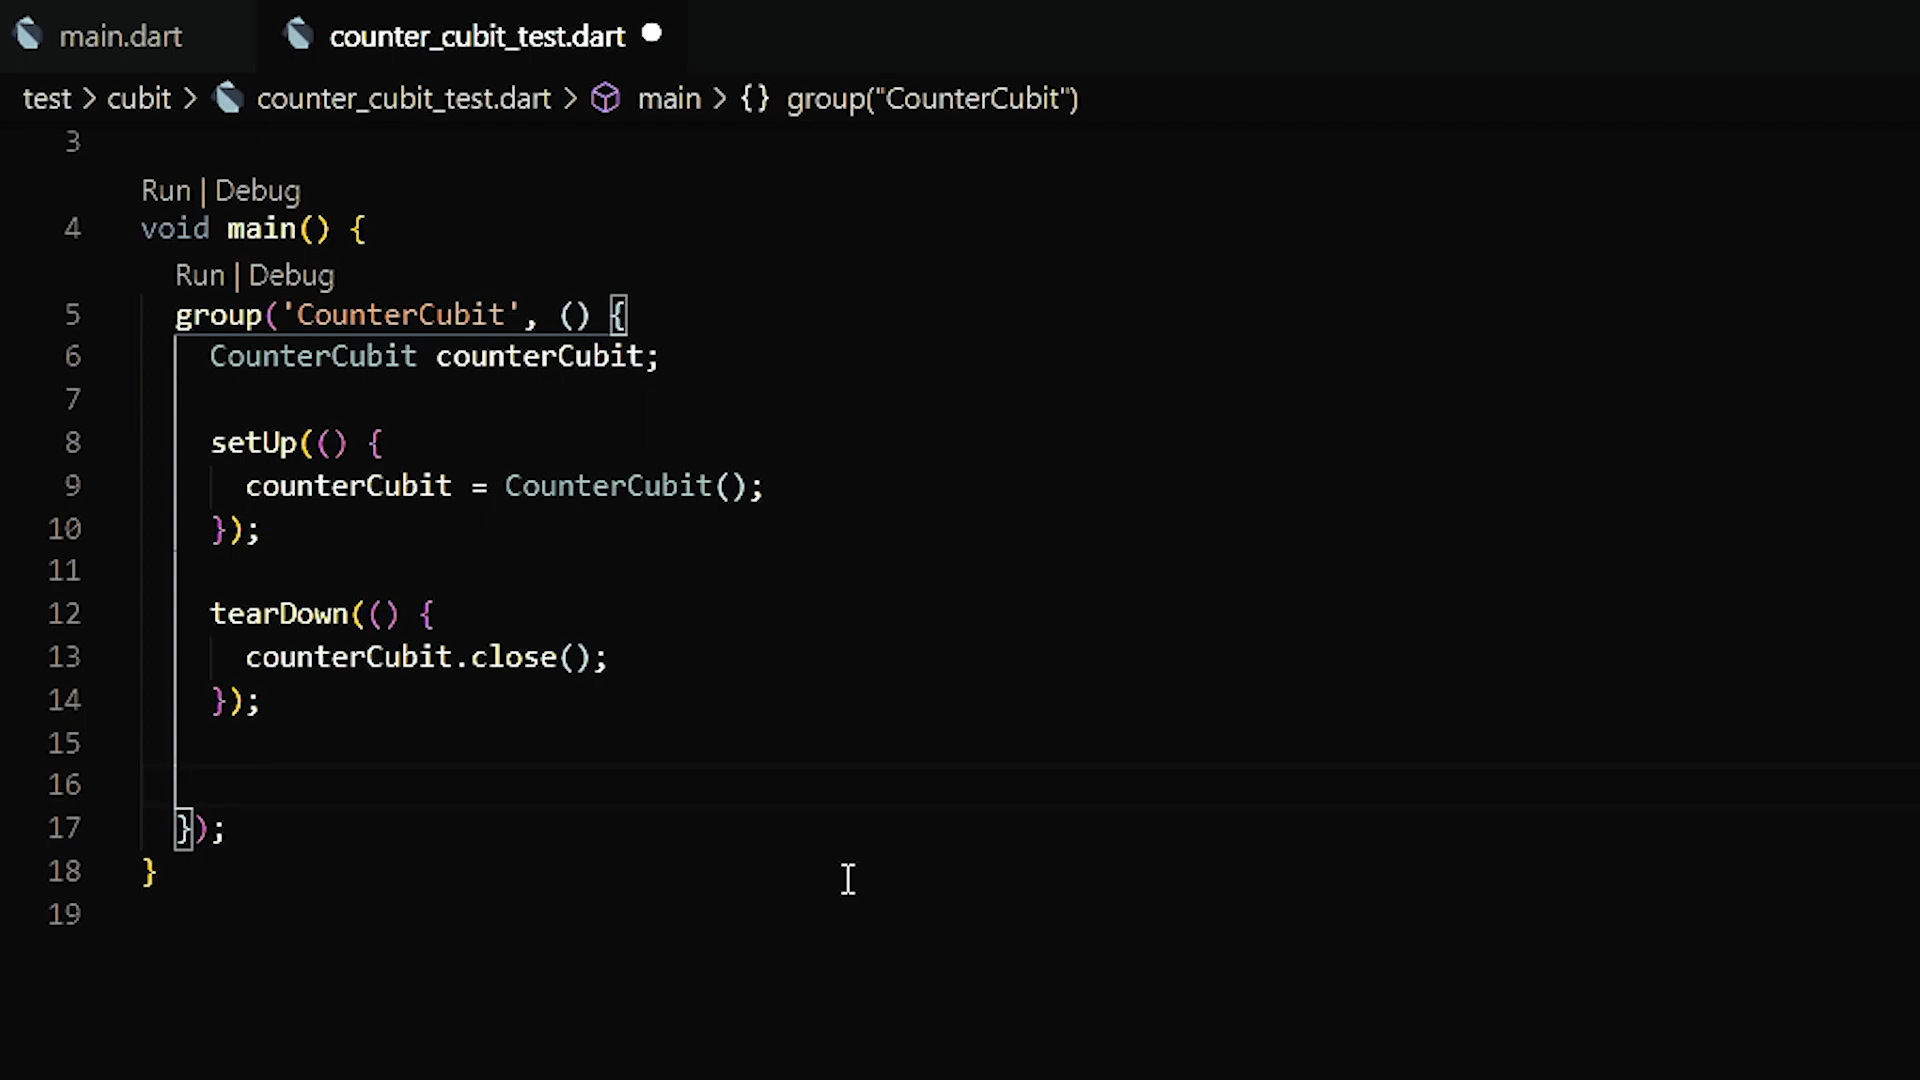 main.dart counter_cubit_test.dart
test > cubit > counter_cubit_test.dart > main > {} group("CounterCubit")
3
Run | Debug
4 void main() {
Run | Debug
5 group('CounterCubit', () {
6 CounterCubit counterCubit;
7
8 setUp(() {
9 counterCubit = CounterCubit();
10 });
11
12 tearDown(() {
13 counterCubit.close();
14 });
15
16
17 });
18 }
19